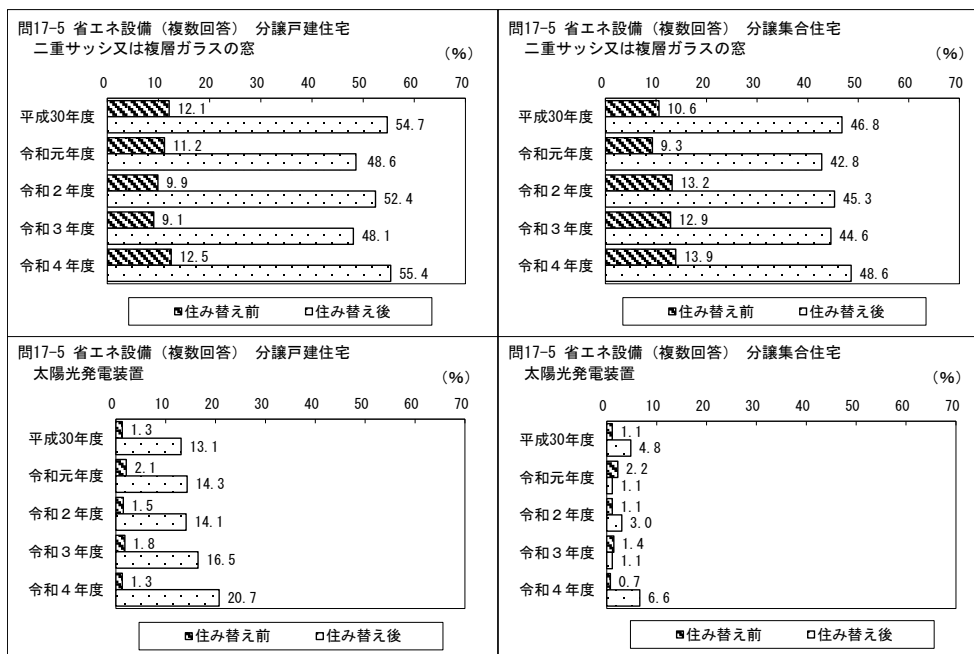 問17-5 省エネ設備（複数回答） 分譲戸建住宅
二重サッシ又は複層ガラスの窓
（%）
0 10 20 30 40 50 60 70
平成30年度
12.1
54.7
令和元年度
11.2
48.6
令和２年度
9.9
52.4
令和３年度
9.1
48.1
令和４年度
12.5
55.4
住み替え前 住み替え後
問17-5 省エネ設備（複数回答） 分譲集合住宅
二重サッシ又は複層ガラスの窓
（%）
0 10 20 30 40 50 60 70
平成30年度
10.6
46.8
令和元年度
9.3
42.8
令和２年度
13.2
45.3
令和３年度
12.9
44.6
令和４年度
13.9
48.6
住み替え前 住み替え後
問17-5 省エネ設備（複数回答） 分譲戸建住宅
太陽光発電装置
（%）
0 10 20 30 40 50 60 70
平成30年度
1.3
13.1
令和元年度
2.1
14.3
令和２年度
1.5
14.1
令和３年度
1.8
16.5
令和４年度
1.3
20.7
住み替え前 住み替え後
問17-5 省エネ設備（複数回答） 分譲集合住宅
太陽光発電装置
（%）
0 10 20 30 40 50 60 70
平成30年度
1.1
4.8
令和元年度
2.2
1.1
令和２年度
1.1
3.0
令和３年度
1.4
1.1
令和４年度
0.7
6.6
住み替え前 住み替え後